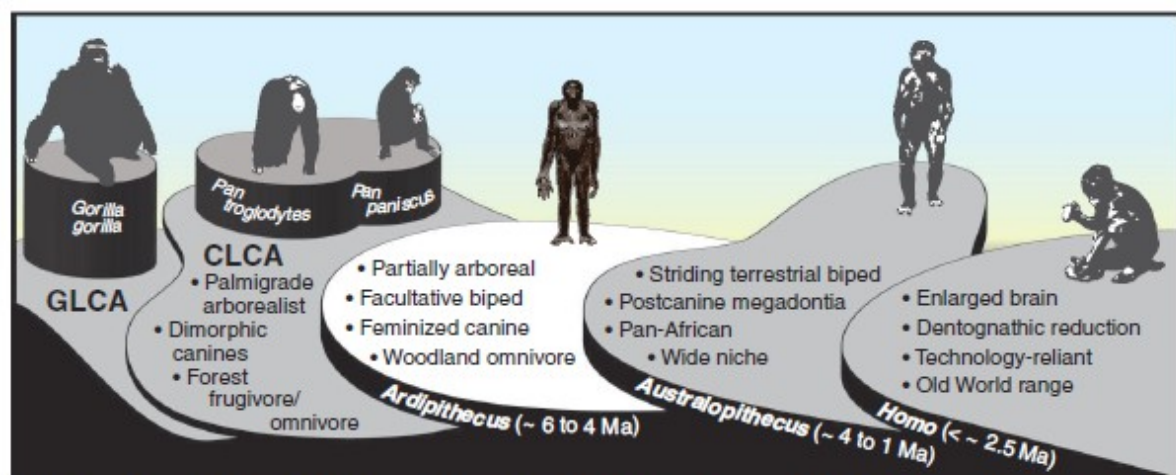 Gorilla
gorilla
GLCA
Pan
troglodytes
Pan
paniscus
CLCA
• Palmigrade
arborealist
• Dimorphic
canines
• Forest
frugivore/
omnivore
• Partially arboreal
• Facultative biped
• Feminized canine
• Woodland omnivore
Ardipithecus (~ 6 to 4 Ma)
• Striding terrestrial biped
• Postcanine megadontia
• Pan-African
• Wide niche
Australopithecus (~ 4 to 1 Ma)
• Enlarged brain
• Dentognathic reduction
• Technology-reliant
• Old World range
Homo (< ~ 2.5 Ma)